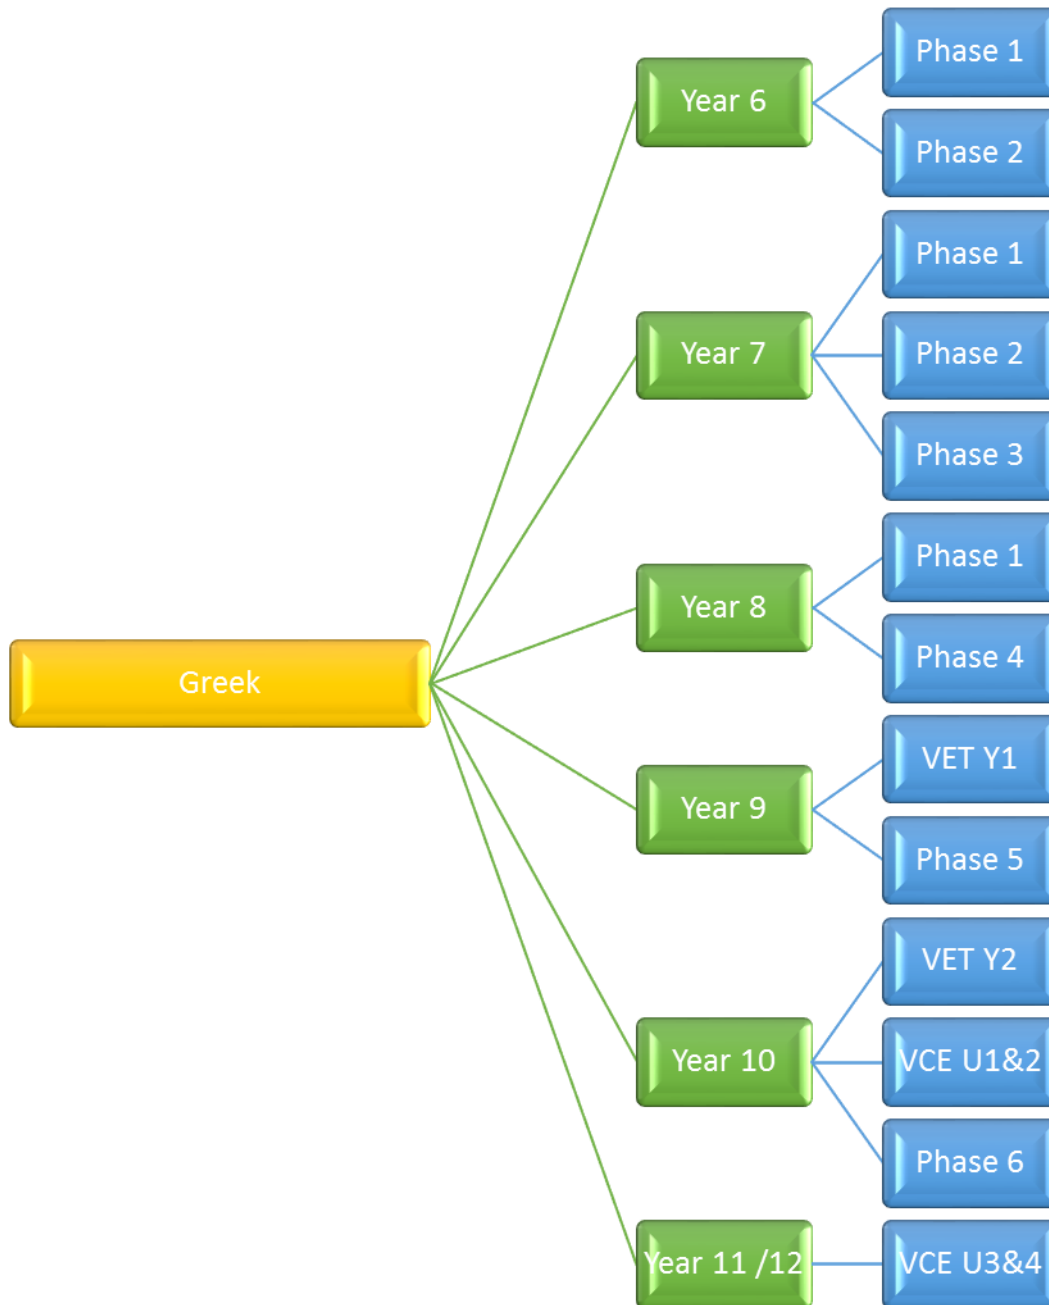 Greek
Year 6
Phase 1
Phase 2
Year 7
Phase 1
Phase 2
Phase 3
Year 8
Phase 1
Phase 4
Year 9
VET Y1
Phase 5
Year 10
VET Y2
VCE U1&2
Phase 6
Year 11 /12
VCE U3&4